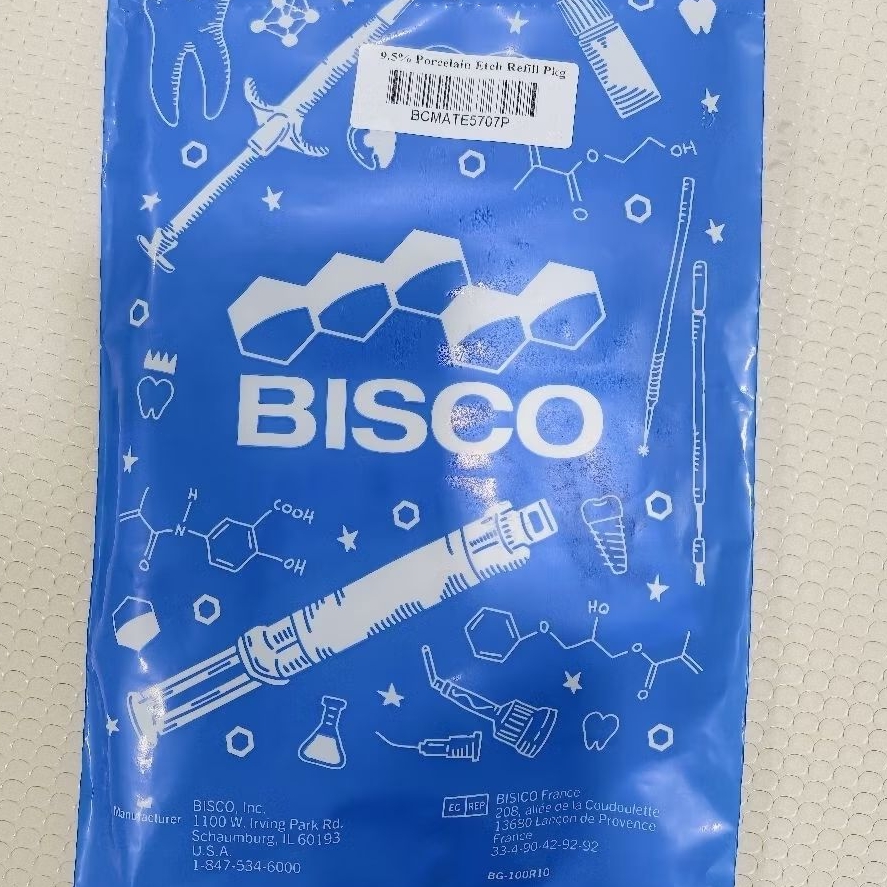 9.5% Porcelain Etch Refill Pkg
BCMATE5707P
O
OH
O
BISCO
H
N
O
COOH
OH
HO
O
O
O
Manufacturer
BISCO, Inc.
1100 W. Irving Park Rd.
Schaumburg, IL 60193
U.S.A.
1-847-534-6000
EC REP
BISICO France
208, allée de la Coudoulette
13680 Lançon de Provence
France
33-4-90-42-92-92
BG-100R10